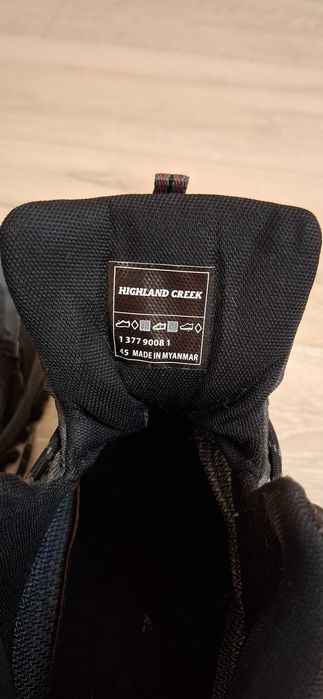 HIGHLAND CREEK
1 377 9008 1
45 MADE IN MYANMAR